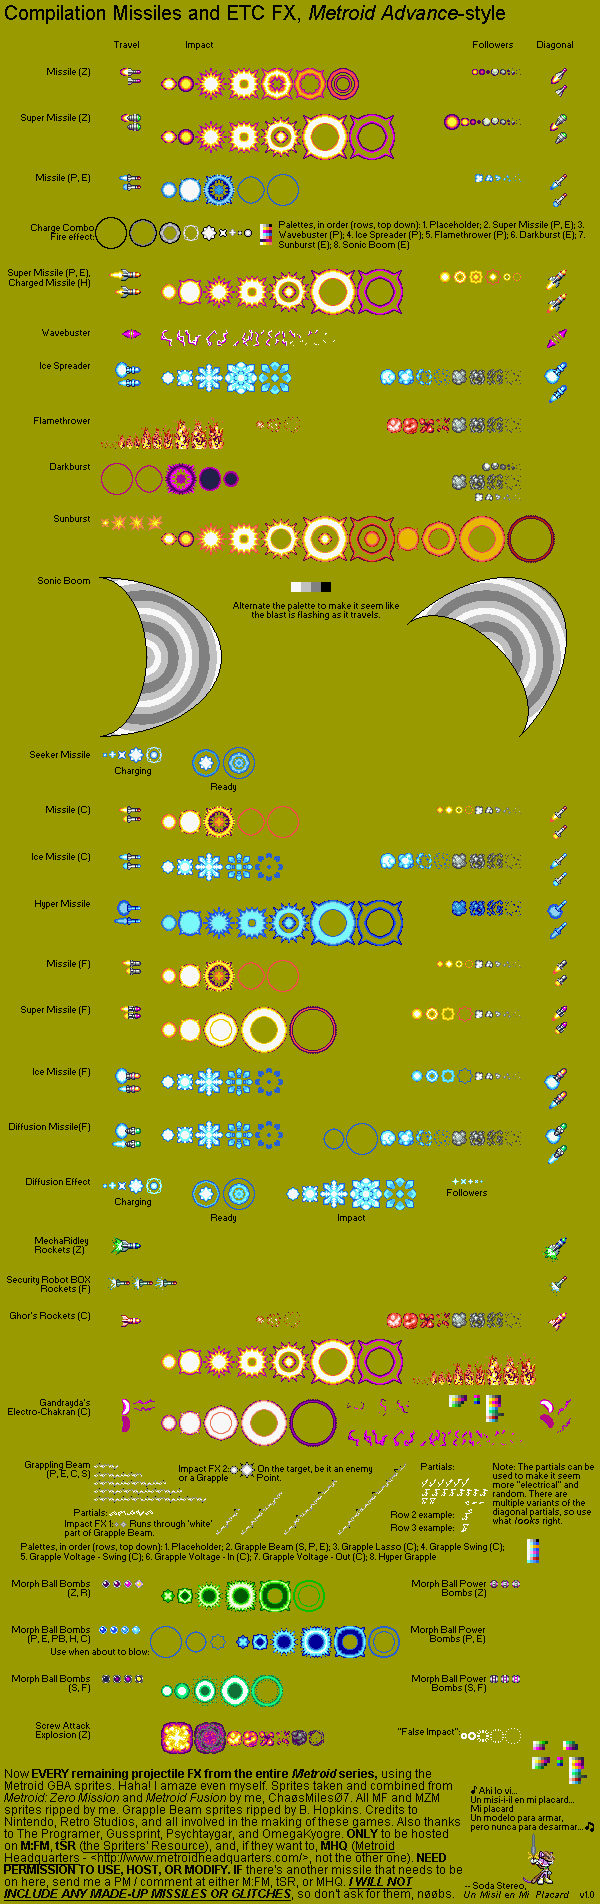 Compilation Missiles and ETC FX, Metroid Advance-style
Travel Impact Followers Diagonal
Missile (Z)
Super Missile (Z)
Missile (P, E)
Charge Combo
Fire effect:
Palettes, in order (rows, top down): 1. Placeholder; 2. Super Missile (P, E); 3.
Wavebuster (P); 4. Ice Spreader (P); 5. Flamethrower (P); 6. Darkburst (E); 7.
Sunburst (E); 8. Sonic Boom (E)
Super Missile (P, E),
Charged Missile (H)
Wavebuster
Ice Spreader
Flamethrower
Darkburst
Sunburst
Sonic Boom
Alternate the palette to make it seem like
the blast is flashing as it travels.
Seeker Missile
Charging
Ready
Missile (C)
Ice Missile (C)
Hyper Missile
Missile (F)
Super Missile (F)
Ice Missile (F)
Diffusion Missile(F)
Diffusion Effect
Charging
Ready
Impact
Followers
MechaRidley
Rockets (Z)
Security Robot BOX
Rockets (F)
Ghor's Rockets (C)
Gandrayda's
Electro-Chakran (C)
Grappling Beam
(P, E, C, S)
Partials:
Impact FX 1: Runs through 'white'
part of Grapple Beam.
Impact FX 2: On the target, be it an enemy
or a Grapple Point.
Partials:
Row 2 example:
Row 3 example:
Note: The partials can be
used to make it seem
more "electrical" and
random. There are
multiple variants of the
diagonal partials, so use
what looks right.
Palettes, in order (rows, top down): 1. Placeholder; 2. Grapple Beam (S, P, E); 3. Grapple Lasso (C); 4. Grapple Swing (C);
5. Grapple Voltage - Swing (C); 6. Grapple Voltage - In (C); 7. Grapple Voltage - Out (C); 8. Hyper Grapple
Morph Ball Bombs
(Z, R)
Morph Ball Power
Bombs (Z)
Morph Ball Bombs
(P, E, PB, H, C)
Use when about to blow:
Morph Ball Power
Bombs (P, E)
Morph Ball Bombs
(S, F)
Morph Ball Power
Bombs (S, F)
Screw Attack
Explosion (Z)
"False Impact":
Now EVERY remaining projectile FX from the entire Metroid series, using the
Metroid GBA sprites. Haha! I amaze even myself. Sprites taken and combined from
Metroid: Zero Mission and Metroid Fusion by me, ChaøsMilesØ7. All MF and MZM
sprites ripped by me. Grapple Beam sprites ripped by B. Hopkins. Credits to
Nintendo, Retro Studios, and all involved in the making of these games. Also thanks
to The Programer, Gussprint, Psychtaygar, and OmegaKyogre. ONLY to be hosted
on M:FM, tSR (the Spriters' Resource), and, if they want to, MHQ (Metroid
Headquarters - <http://www.metroidheadquarters.com/>, not the other one). NEED
PERMISSION TO USE, HOST, OR MODIFY. IF there's another missile that needs to be
on here, send me a PM / comment at either M:FM, tSR, or MHQ. I WILL NOT
INCLUDE ANY MADE-UP MISSILES OR GLITCHES, so don't ask for them, nøøbs.
♪ Ahi lo vi...
Un misi-i-il en mi placard...
Mi placard
Un modelo para armar,
pero nunca para desarmar...♫
-- Soda Stereo,
Un Misil en Mi Placard v1.0